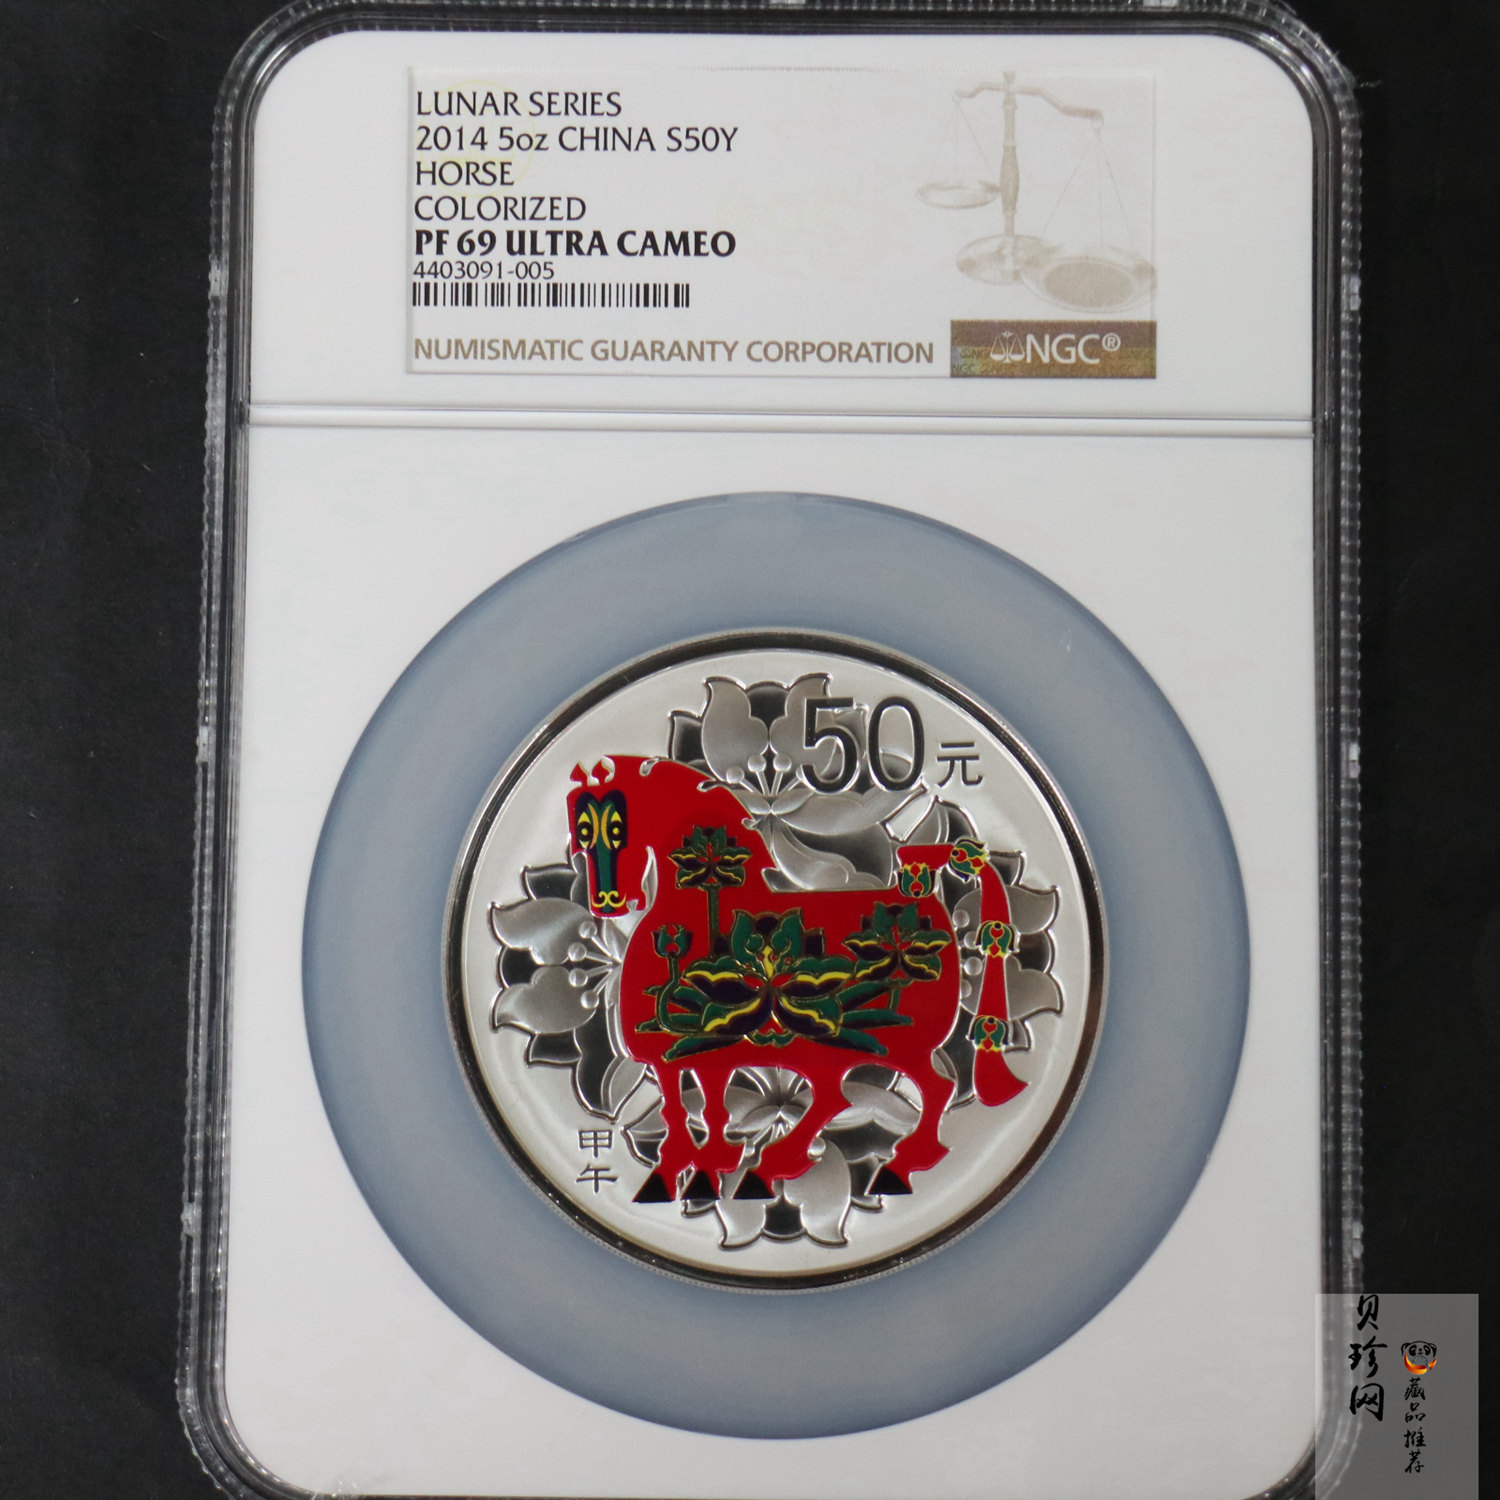 LUNAR SERIES
2014 5oz CHINA S50Y
HORSE
COLORIZED
PF 69 ULTRA CAMEO
4403091-005
NUMISMATIC GUARANTY CORPORATION
NGC®
50元
甲午
贝珍网
藏品推荐